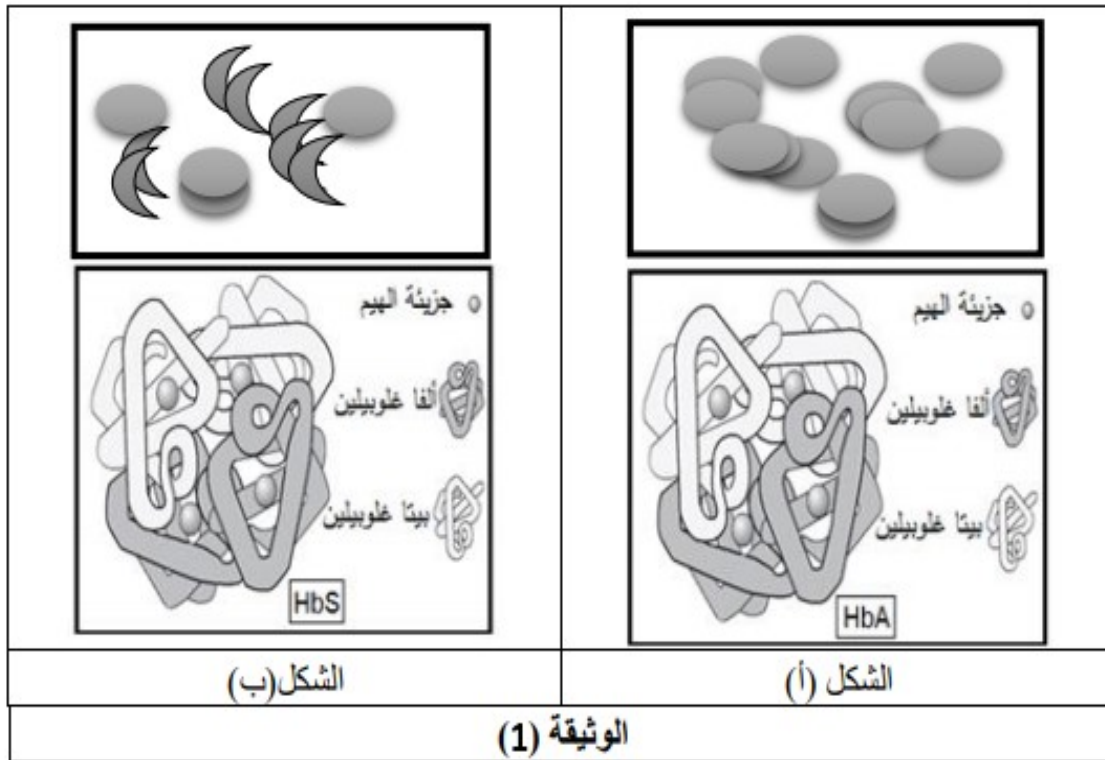 جزيئة الهيم
ألفا غلوبيلين
بيتا غلوبيلين
HbA
الشكل (أ)
جزيئة الهيم
ألفا غلوبيلين
بيتا غلوبيلين
HbS
الشكل(ب)
الوثيقة (1)